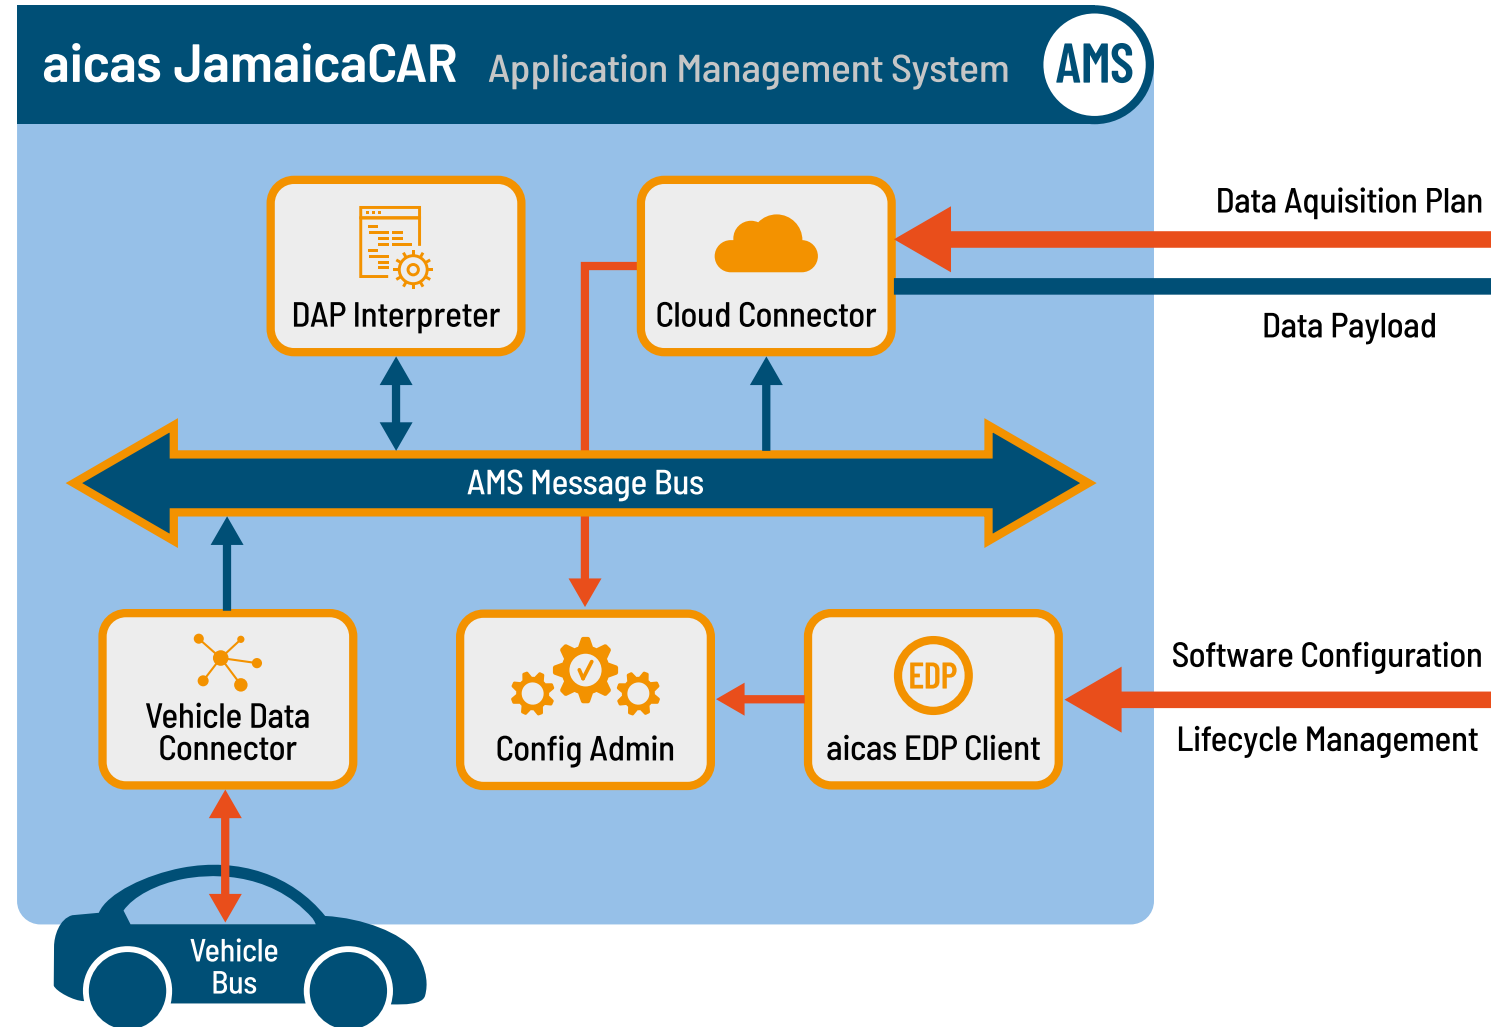 aicas JamaicaCAR Application Management System AMS
Data Aquisition Plan
DAP Interpreter
Cloud Connector
Data Payload
AMS Message Bus
Software Configuration
EDP
Vehicle Data
Connector
Config Admin
aicas EDP Client
Lifecycle Management
Vehicle
Bus